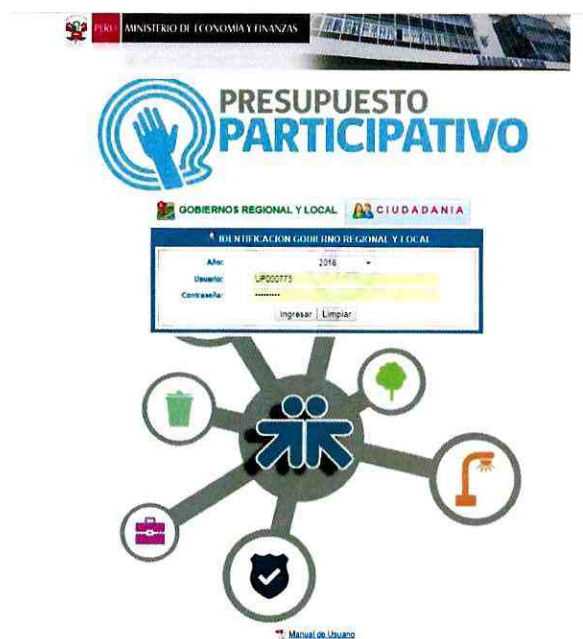 PERÚ MINISTERIO DE ECONOMÍA Y FINANZAS
PRESUPUESTO
PARTICIPATIVO
GOBIERNOS REGIONAL Y LOCAL CIUDADANIA
IDENTIFICACION GOBIERNO REGIONAL Y LOCAL
Año: 2016
Usuario: UP000773
Contraseña: ·········
Ingresar Limpiar
Manual de Usuario